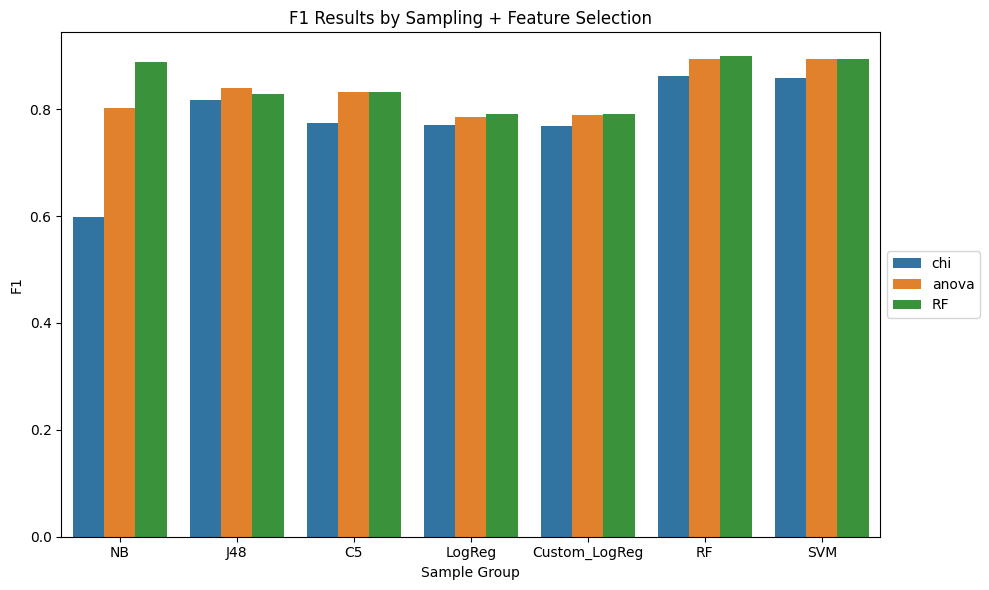 F1 Results by Sampling + Feature Selection
F1
0.8
0.6
0.4
0.2
0.0
NB J48 C5 LogReg Custom_LogReg RF SVM
Sample Group
chi
anova
RF